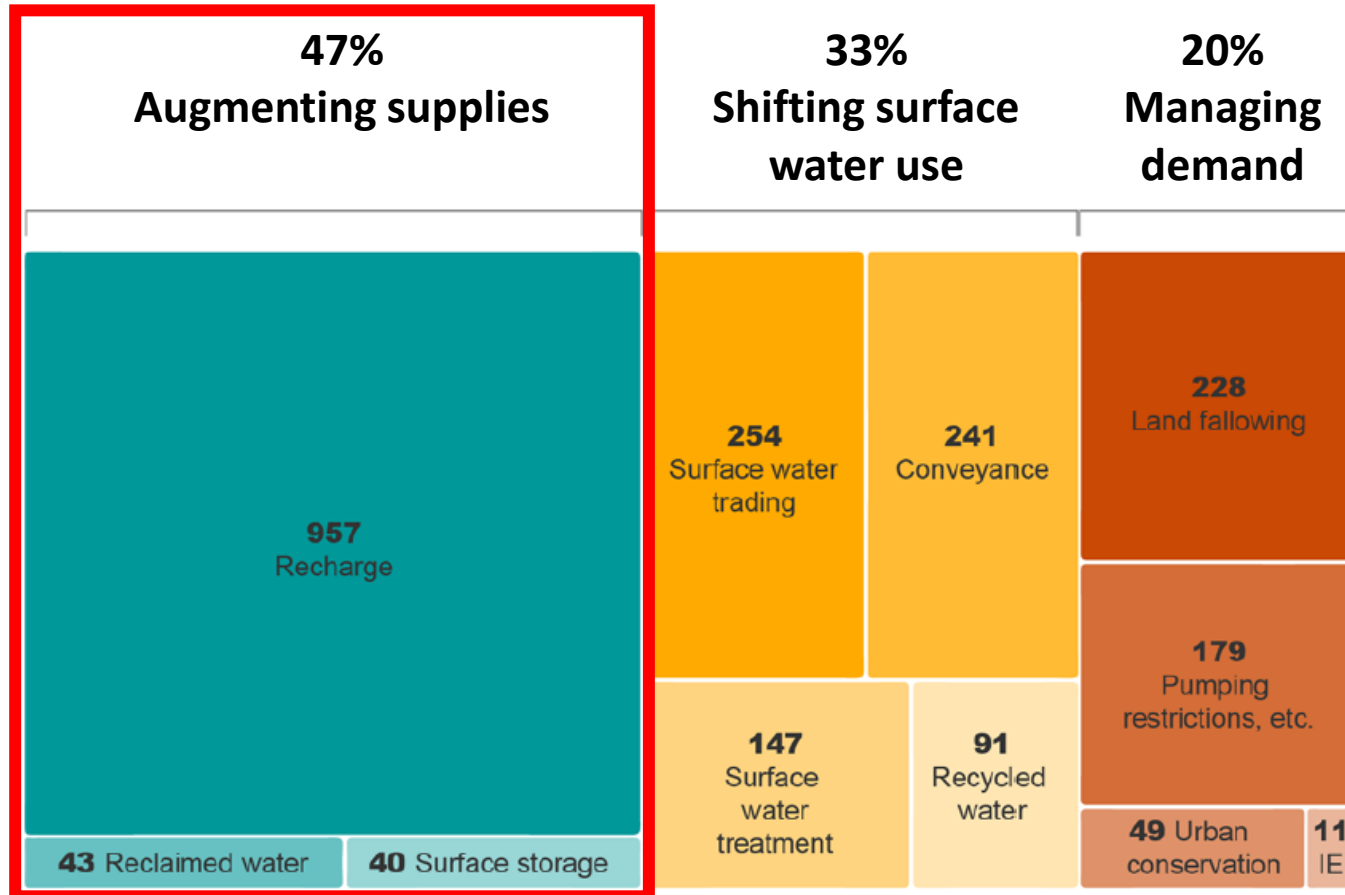 47%
Augmenting supplies
33%
Shifting surface
water use
20%
Managing
demand
957
Recharge
43 Reclaimed water
40 Surface storage
254
Surface water
trading
241
Conveyance
147
Surface
water
treatment
91
Recycled
water
228
Land fallowing
179
Pumping
restrictions, etc.
49 Urban
conservation
11
IE